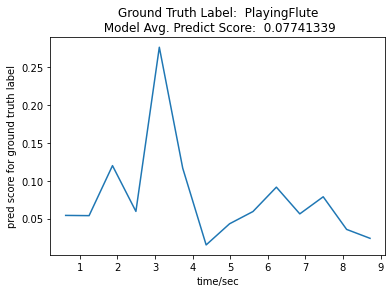 Ground Truth Label:  PlayingFlute
Model Avg. Predict Score:  0.07741339
pred score for ground truth label
0.25
0.20
0.15
0.10
0.05
1 2 3 4 5 6 7 8 9
time/sec